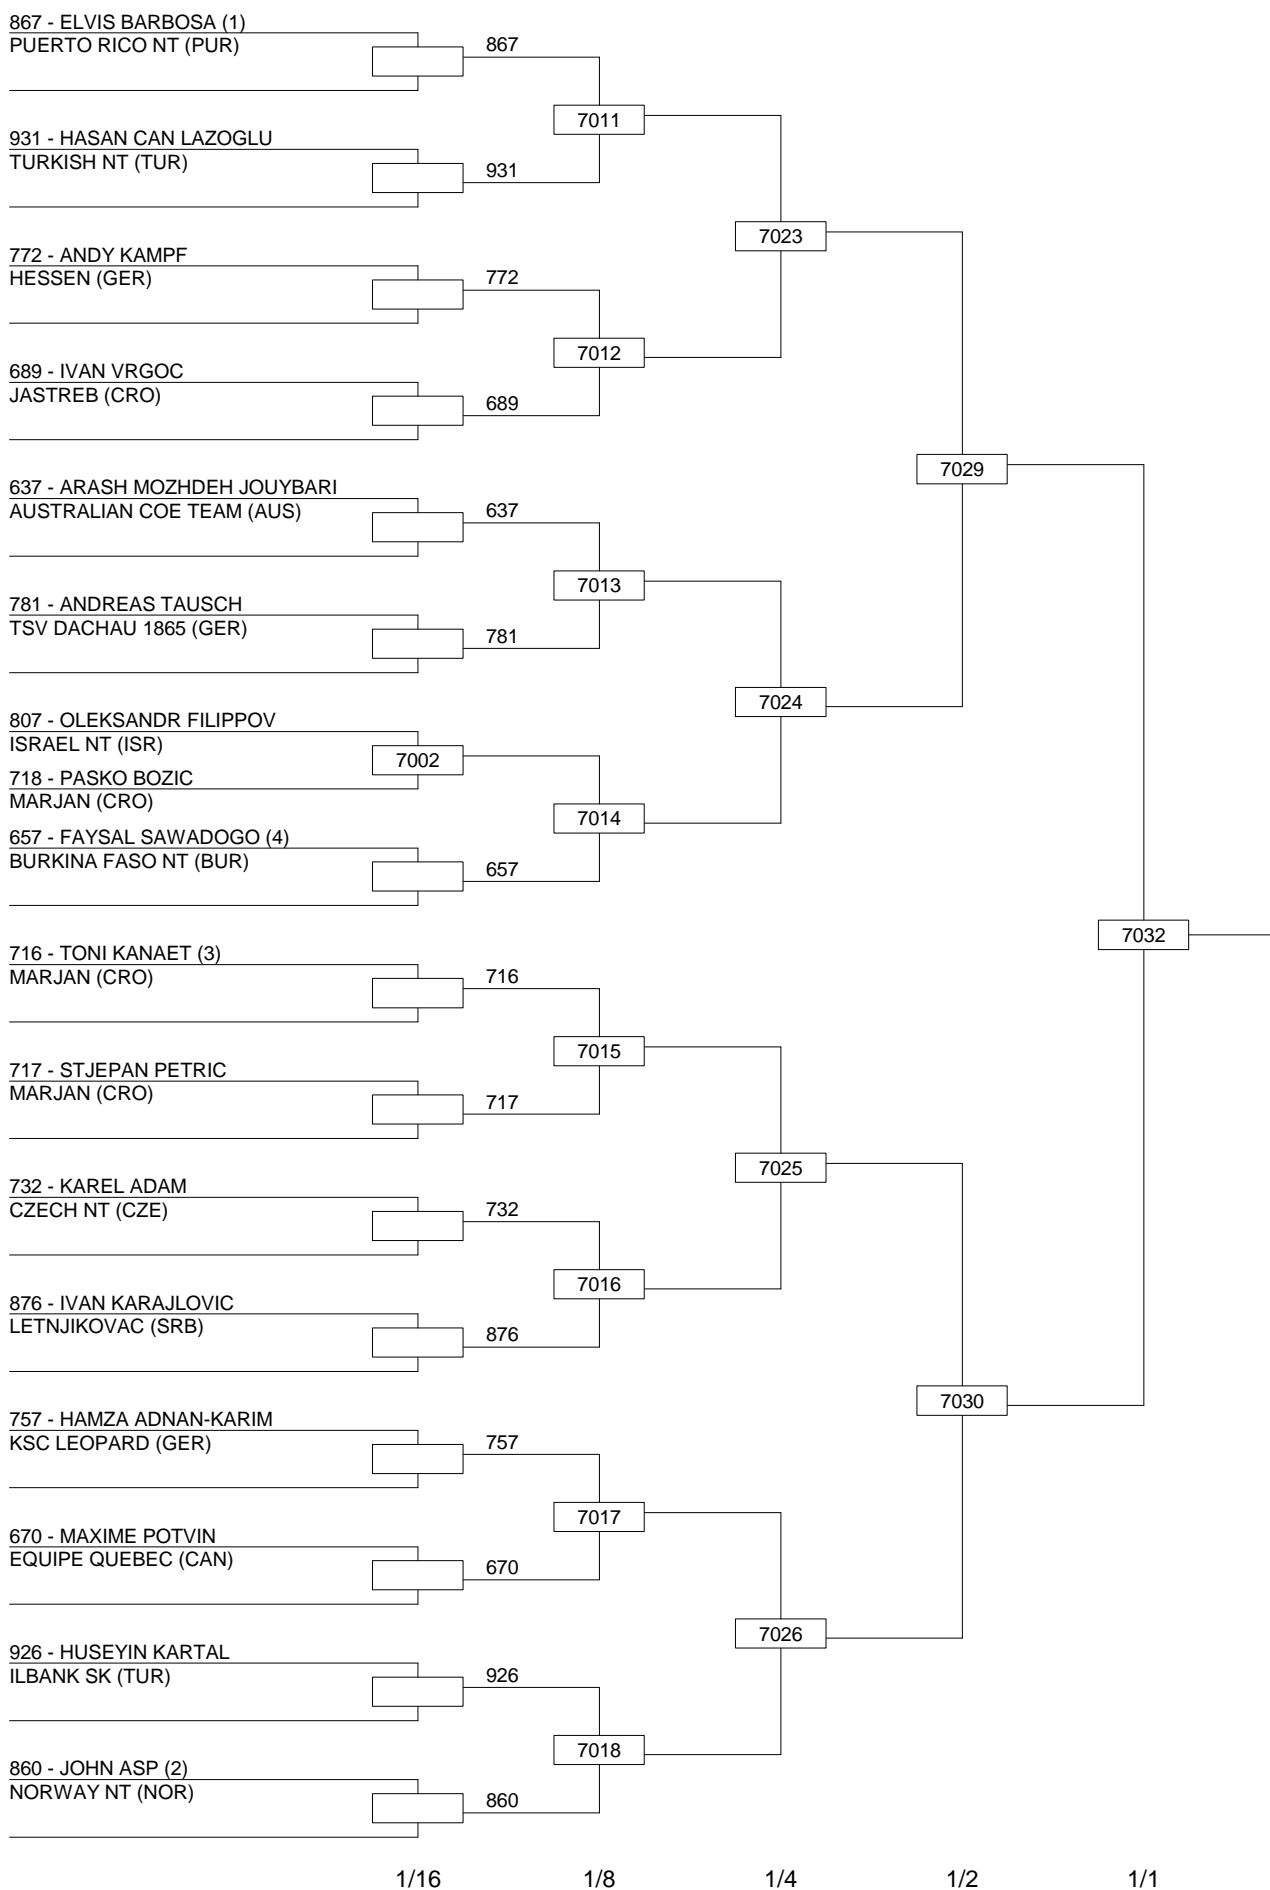 867 - ELVIS BARBOSA (1)
PUERTO RICO NT (PUR)
867
7011
931 - HASAN CAN LAZOGLU
TURKISH NT (TUR)
931
7023
772 - ANDY KAMPF
HESSEN (GER)
772
7012
689 - IVAN VRGOC
JASTREB (CRO)
689
7029
637 - ARASH MOZHDEH JOUYBARI
AUSTRALIAN COE TEAM (AUS)
637
7013
781 - ANDREAS TAUSCH
TSV DACHAU 1865 (GER)
781
7024
807 - OLEKSANDR FILIPPOV
ISRAEL NT (ISR)
7002
718 - PASKO BOZIC
MARJAN (CRO)
7014
657 - FAYSAL SAWADOGO (4)
BURKINA FASO NT (BUR)
657
7032
716 - TONI KANAET (3)
MARJAN (CRO)
716
7015
717 - STJEPAN PETRIC
MARJAN (CRO)
717
7025
732 - KAREL ADAM
CZECH NT (CZE)
732
7016
876 - IVAN KARAJLOVIC
LETNJIKOVAC (SRB)
876
7030
757 - HAMZA ADNAN-KARIM
KSC LEOPARD (GER)
757
7017
670 - MAXIME POTVIN
EQUIPE QUEBEC (CAN)
670
7026
926 - HUSEYIN KARTAL
ILBANK SK (TUR)
926
7018
860 - JOHN ASP (2)
NORWAY NT (NOR)
860
1/16 1/8 1/4 1/2 1/1